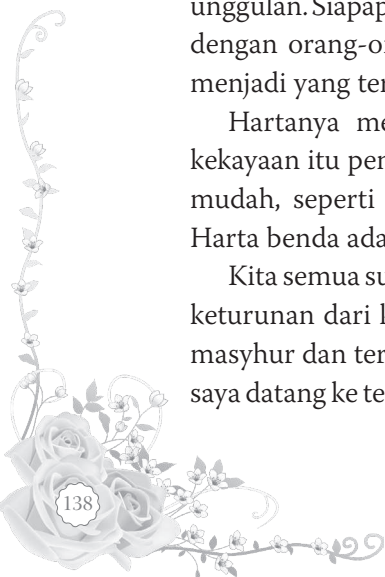 unggulan. Siapap
dengan orang-o
menjadi yang ter
Hartanya me
kekayaan itu pen
mudah, seperti
Harta benda ada
Kita semua su
keturunan dari k
masyhur dan ter
saya datang ke te
138